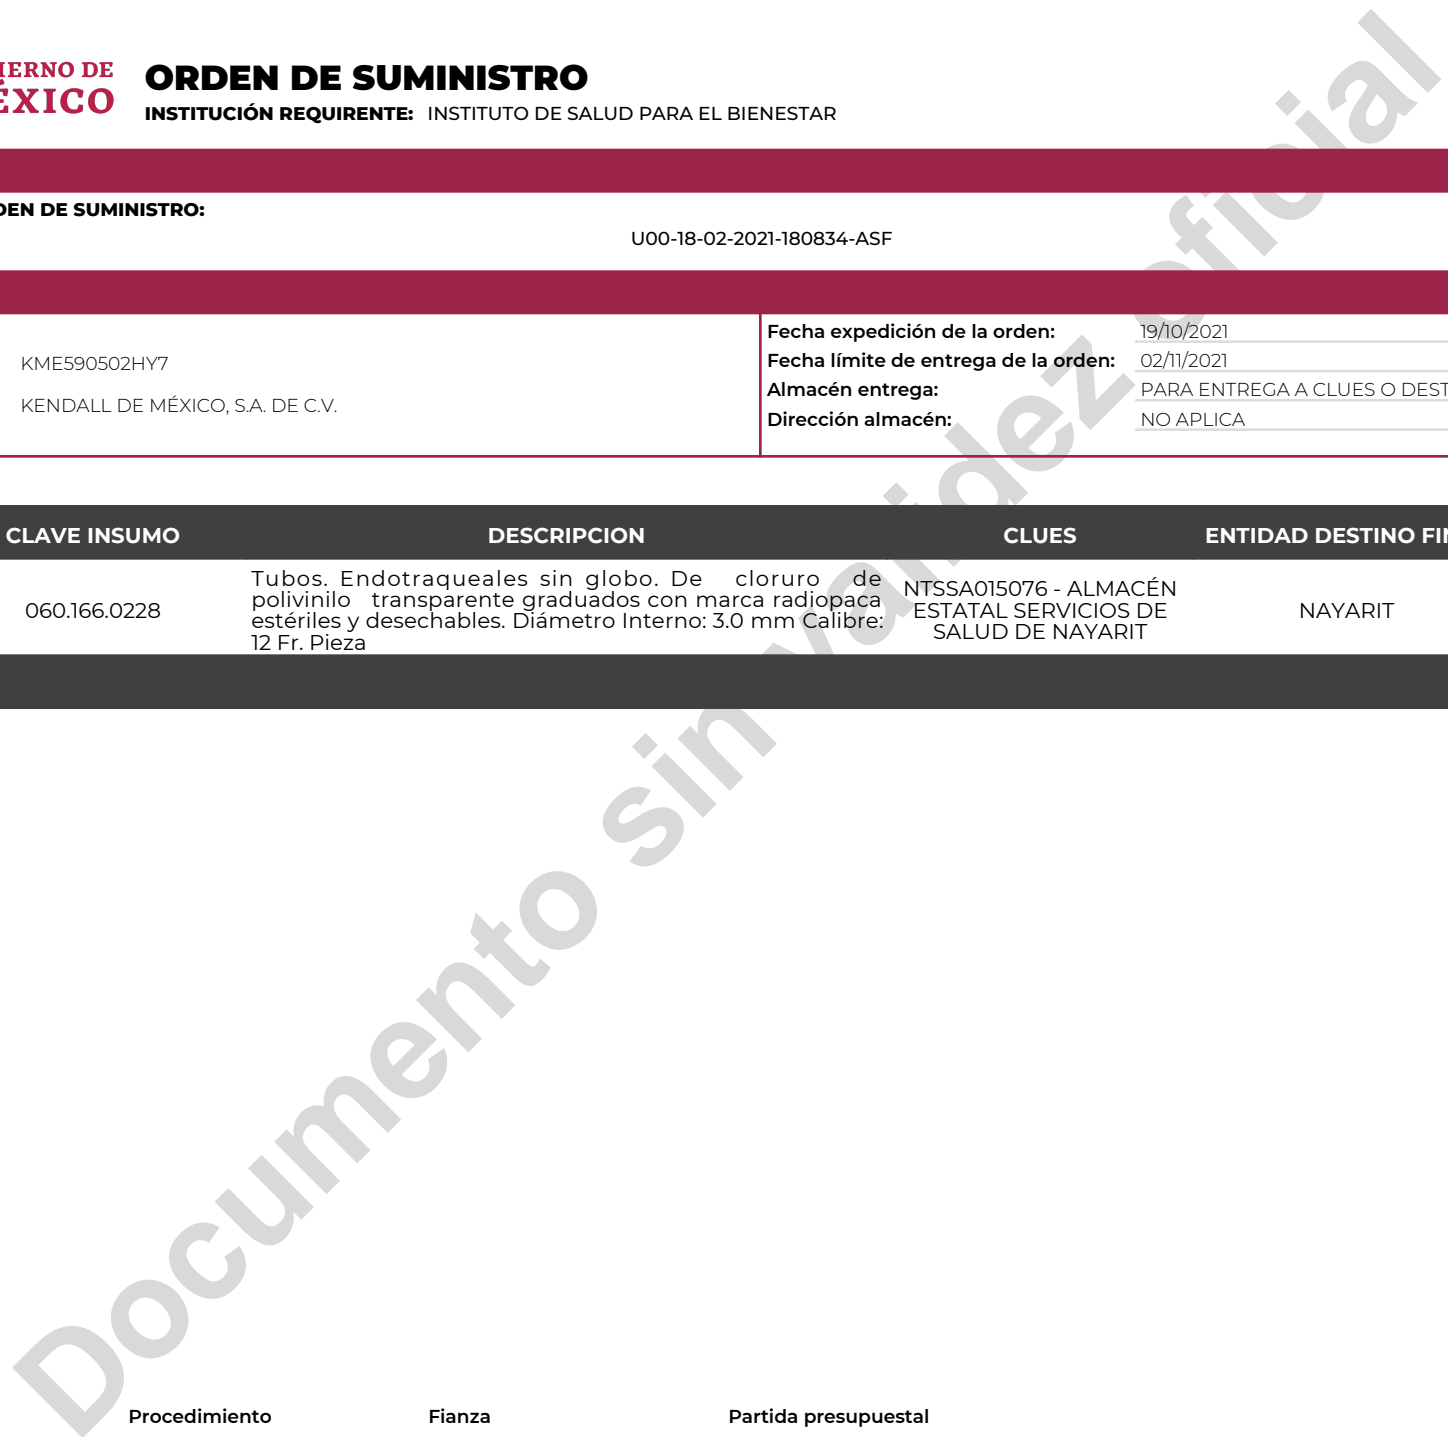 IERNO DE
ÉXICO
ORDEN DE SUMINISTRO
INSTITUCIÓN REQUIRENTE: INSTITUTO DE SALUD PARA EL BIENESTAR
DEN DE SUMINISTRO:
U00-18-02-2021-180834-ASF
KME590502HY7
KENDALL DE MÉXICO, S.A. DE C.V.
Fecha expedición de la orden: 19/10/2021
Fecha límite de entrega de la orden: 02/11/2021
Almacén entrega: PARA ENTREGA A CLUES O DEST
Dirección almacén: NO APLICA
CLAVE INSUMO DESCRIPCION CLUES ENTIDAD DESTINO FIN
060.166.0228
Tubos. Endotraqueales sin globo. De cloruro de
polivinilo transparente graduados con marca radiopaca
estériles y desechables. Diámetro Interno: 3.0 mm Calibre:
12 Fr. Pieza
NTSSA015076 - ALMACÉN
ESTATAL SERVICIOS DE
SALUD DE NAYARIT
NAYARIT
Documento sin validez oficial
Procedimiento Fianza Partida presupuestal